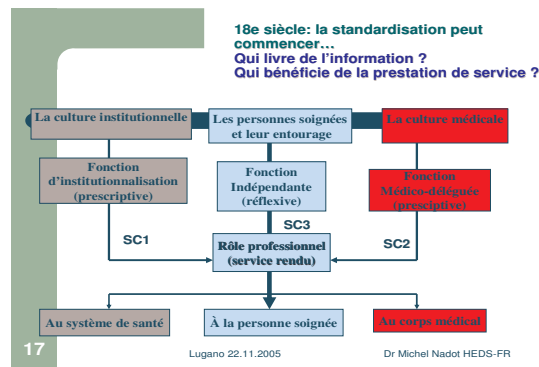 18e siècle: la standardisation peut
commencer…
Qui livre de l'information ?
Qui bénéficie de la prestation de service ?
La culture institutionnelle
Les personnes soignées
et leur entourage
La culture médicale
Fonction
d'institutionnalisation
(prescriptive)
Fonction
Indépendante
(réflexive)
Fonction
Médico-déléguée
(presciptive)
SC1
SC3
SC2
Rôle professionnel
(service rendu)
Au système de santé
À la personne soignée
Au corps médical
17
Lugano 22.11.2005
Dr Michel Nadot HEDS-FR